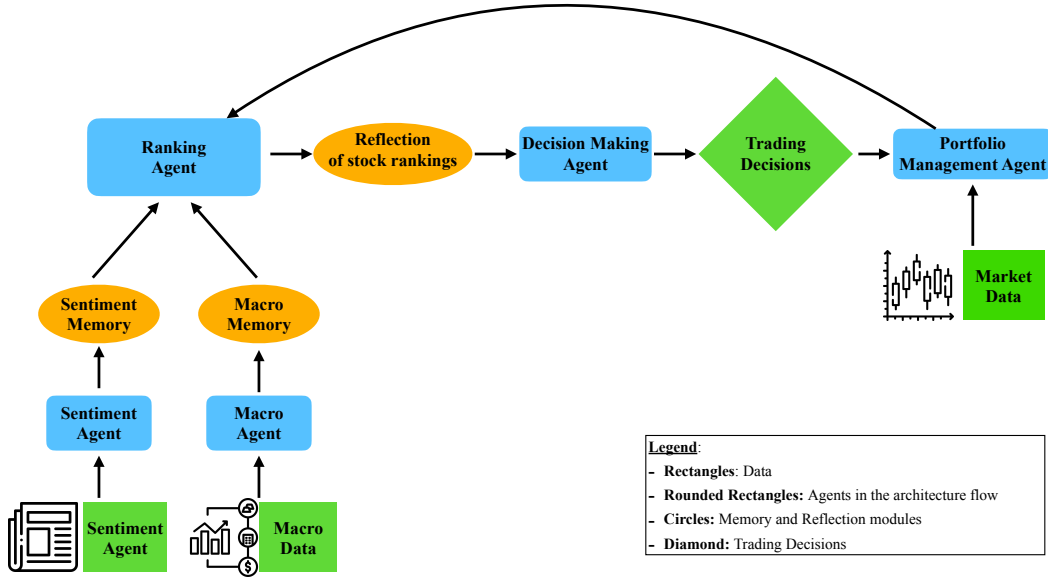 Ranking
Agent
Reflection
of stock rankings
Decision Making
Agent
Trading
Decisions
Portfolio
Management Agent
Sentiment
Memory
Macro
Memory
Market
Data
Sentiment
Agent
Macro
Agent
Sentiment
Agent
$
Macro
Data
Legend:
- Rectangles: Data
- Rounded Rectangles: Agents in the architecture flow
- Circles: Memory and Reflection modules
- Diamond: Trading Decisions